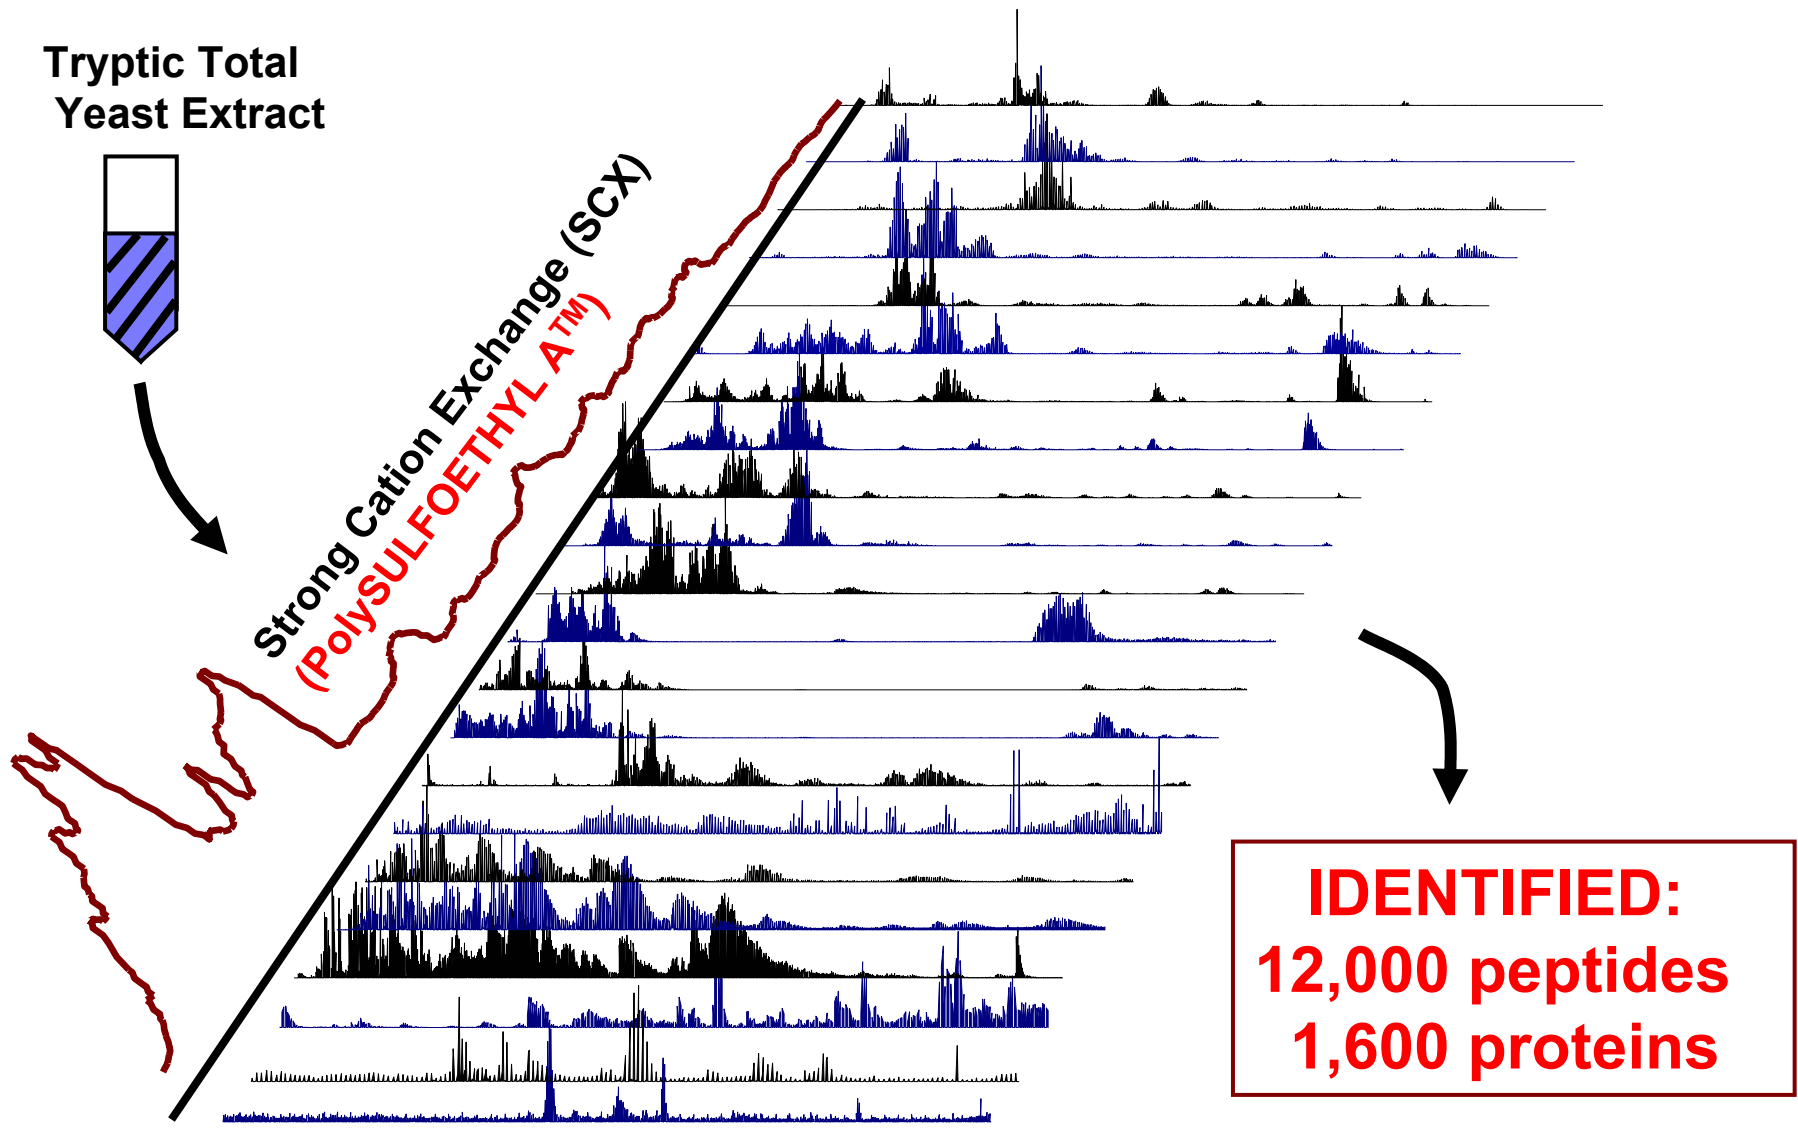 Tryptic Total
Yeast Extract
Strong Cation Exchange (SCX)
(PolySULFOETHYL A™)
IDENTIFIED:
12,000 peptides
1,600 proteins